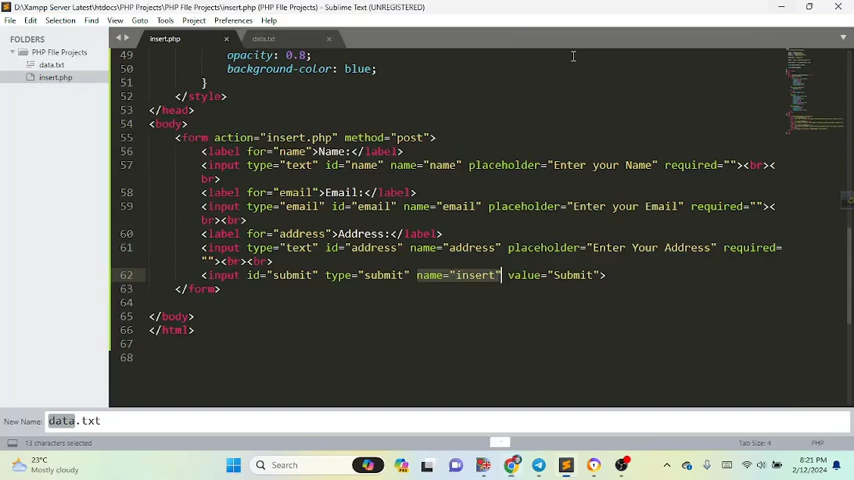 D:\Xampp Server Latest\htdocs\PHP FIle Projects\insert.php (PHP FIle Projects) - Sublime Text (UNREGISTERED)
File Edit Selection Find View Goto Tools Project Preferences Help
FOLDERS
PHP FIle Projects
data.txt
insert.php
insert.php data.txt
49 opacity: 0.8;
50 background-color: blue;
51 }
52 </style>
53 </head>
54 <body>
55 <form action="insert.php" method="post">
56 <label for="name">Name:</label>
57 <input type="text" id="name" name="name" placeholder="Enter your Name" required=""><br><
br>
58 <label for="email">Email:</label>
59 <input type="email" id="email" name="email" placeholder="Enter your Email" required=""><
br><br>
60 <label for="address">Address:</label>
61 <input type="text" id="address" name="address" placeholder="Enter Your Address" required=
""><br><br>
62 <input id="submit" type="submit" name="insert" value="Submit">
63 </form>
64
65 </body>
66 </html>
67
68
New Name: data.txt
13 characters selected Tab Size: 4 PHP
23°C
Mostly cloudy
Search
8:21 PM
2/12/2024